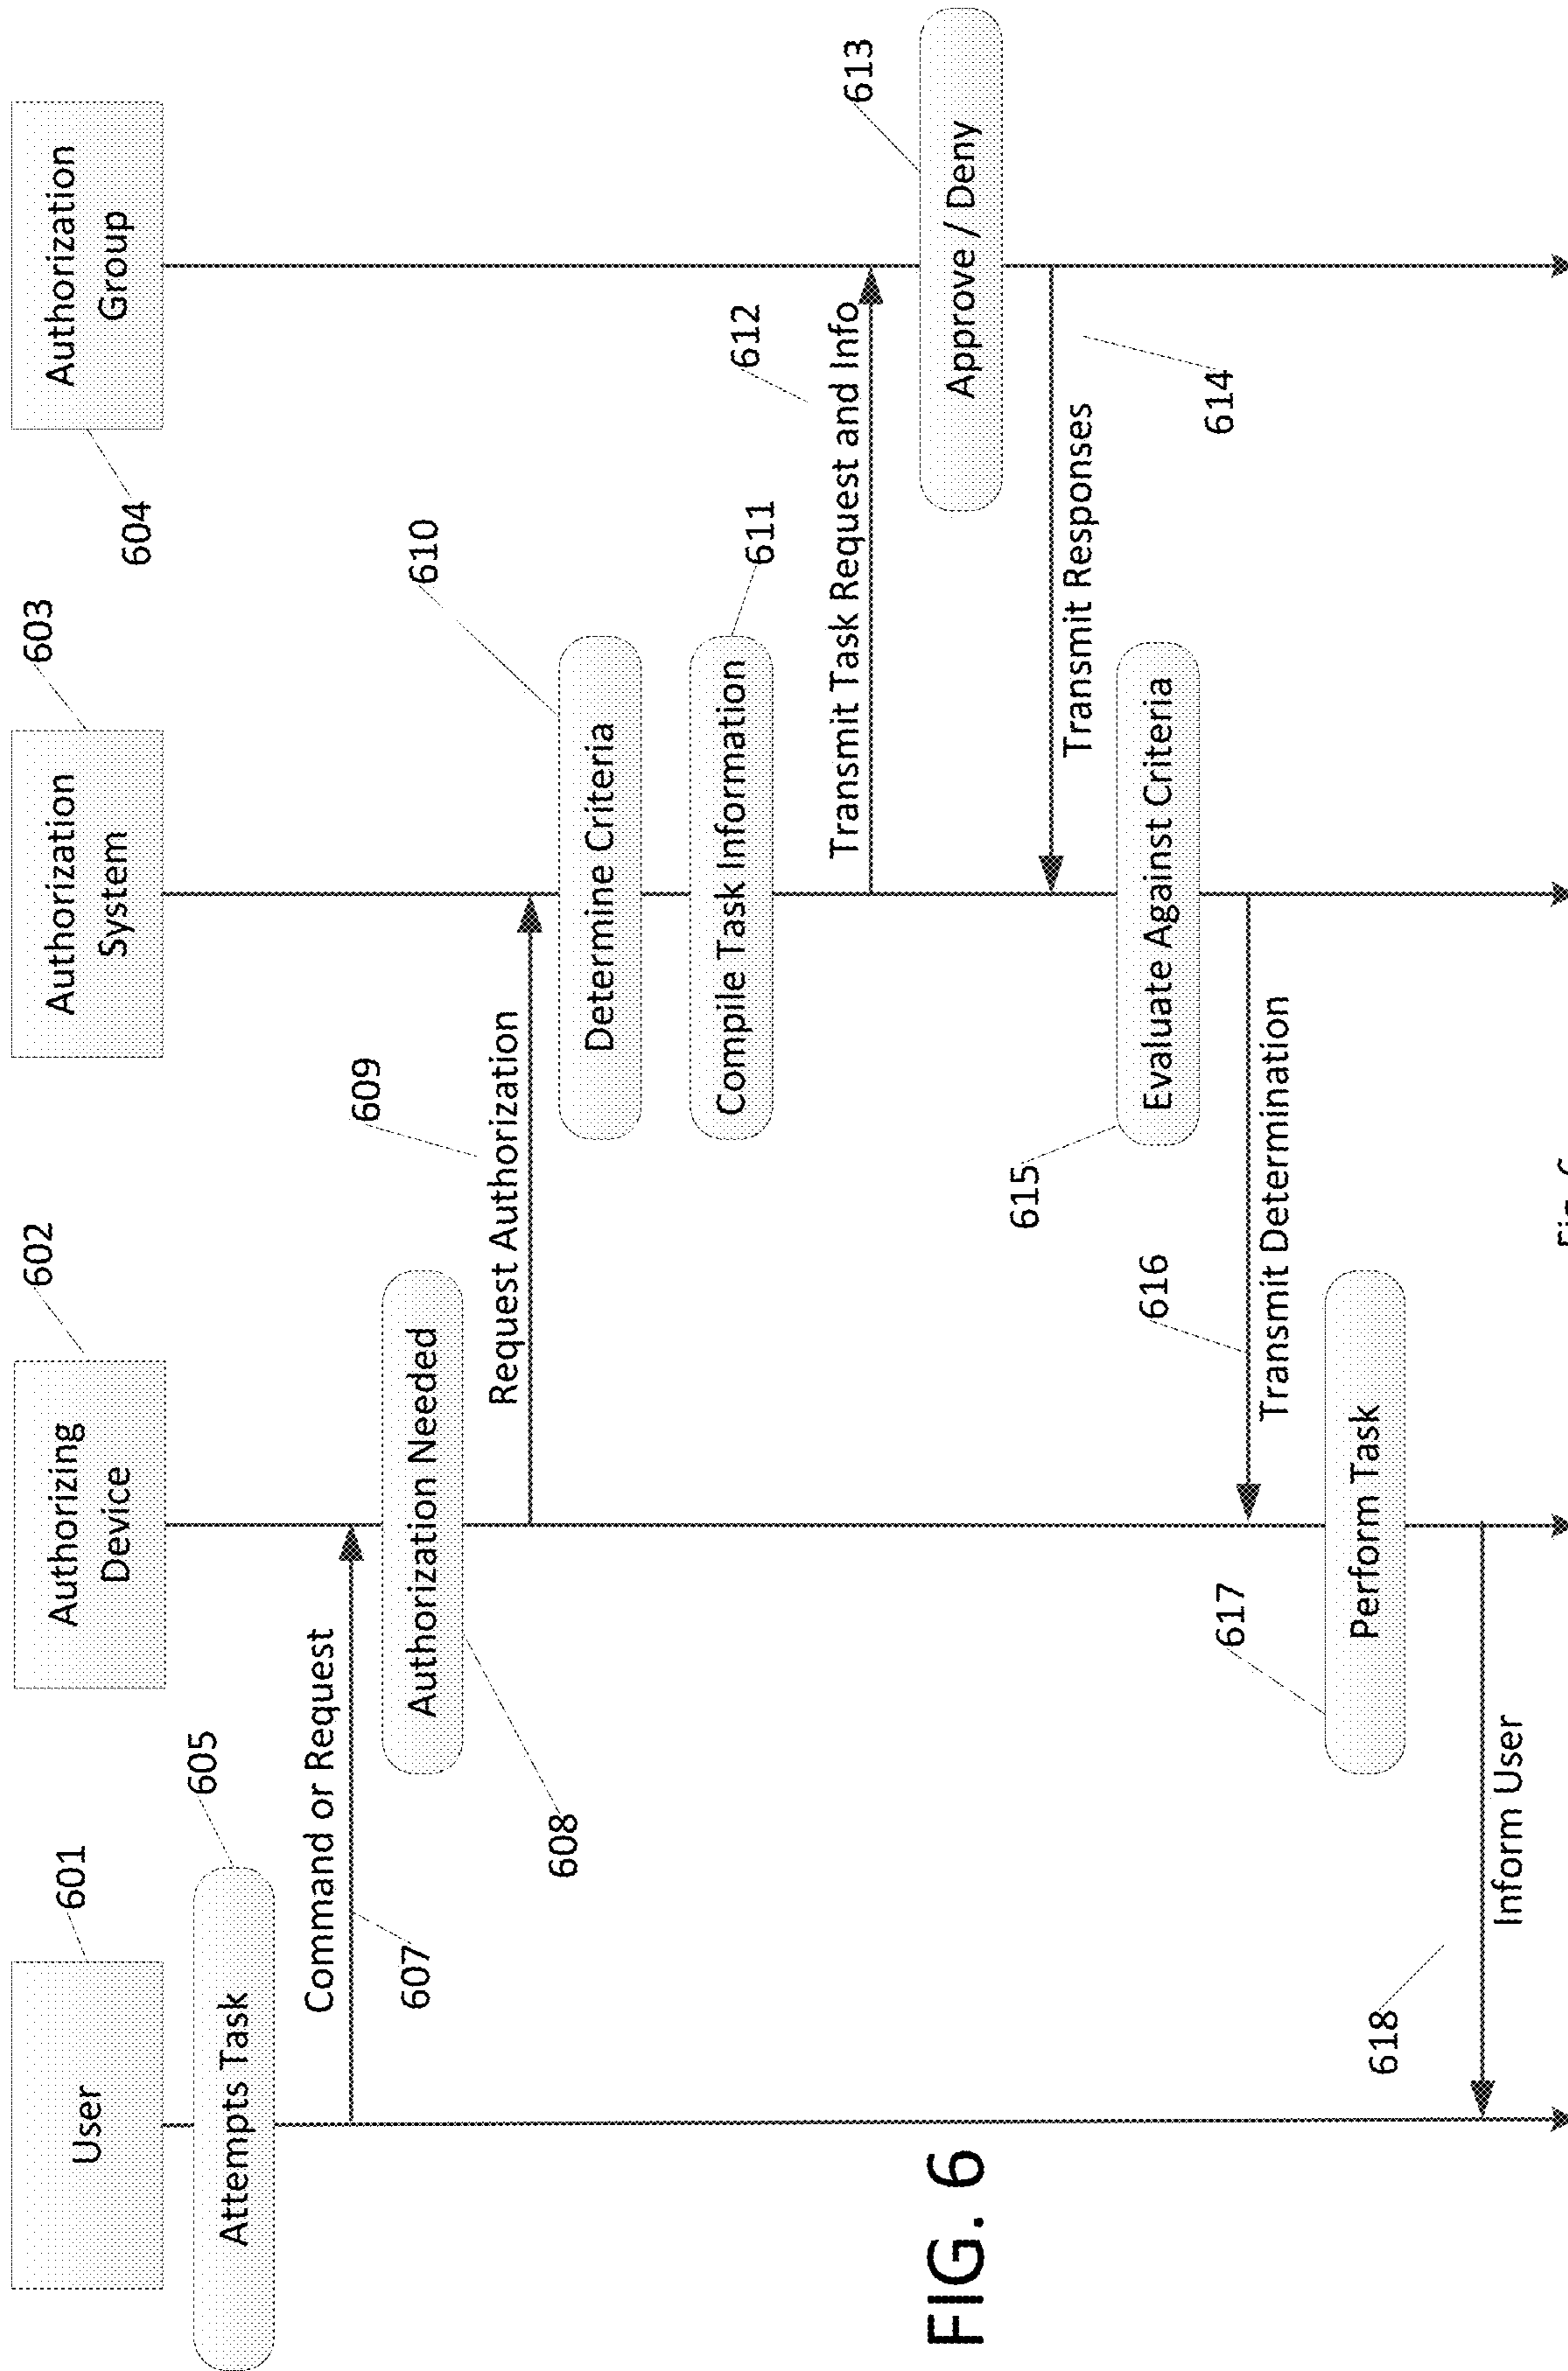 User
601
Authorizing
Device
602
Authorization
System
603
Authorization
Group
604
Attempts Task
605
Command or Request
607
Authorization Needed
608
Request Authorization
609
Determine Criteria
610
Compile Task Information
611
Transmit Task Request and Info
612
Approve / Deny
613
Transmit Responses
614
Evaluate Against Criteria
615
Transmit Determination
616
Perform Task
617
Inform User
618
FIG. 6